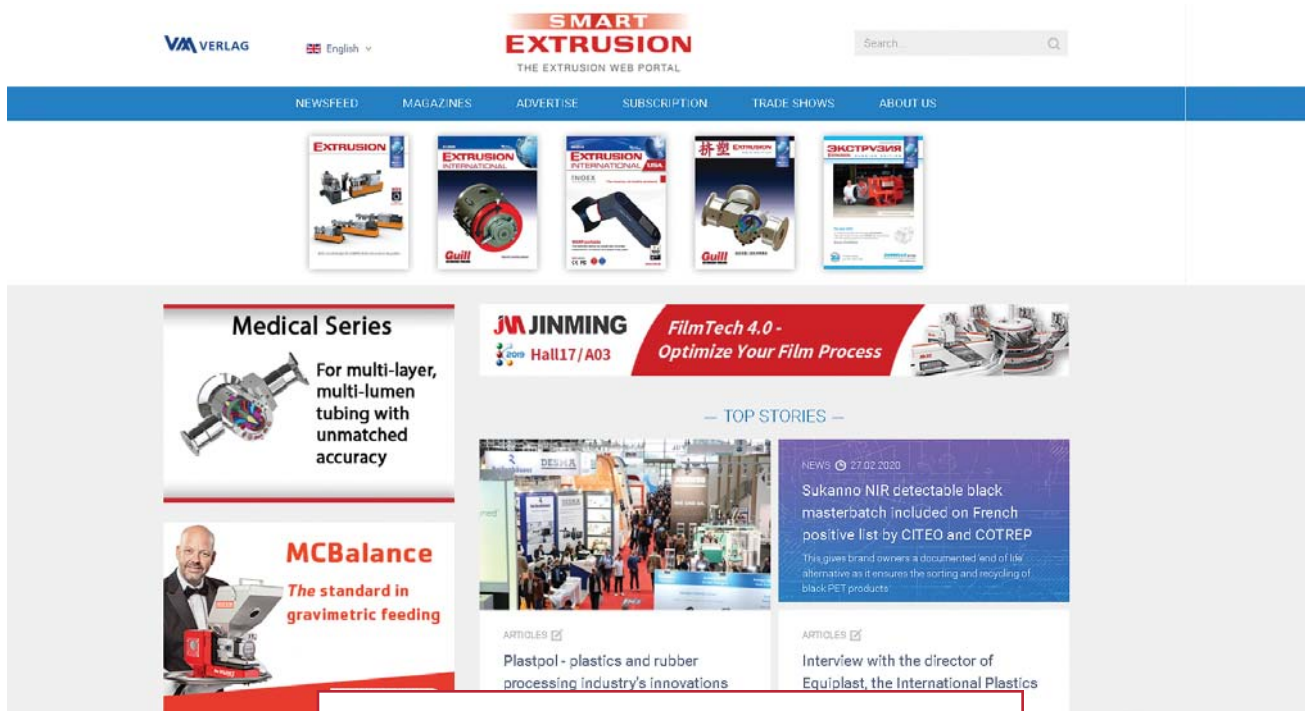 VM VERLAG
English
SMART
EXTRUSION
THE EXTRUSION WEB PORTAL
Search...
NEWSFEED MAGAZINES ADVERTISE SUBSCRIPTION TRADE SHOWS ABOUT US
EXTRUSION
EXTRUSION
INTERNATIONAL
Guill
EXTRUSION
INTERNATIONAL USA
INDEX
挤塑 EXTRUSION
Guill
ЭКСТРУЗИЯ
Medical Series
For multi-layer,
multi-lumen
tubing with
unmatched
accuracy
JM JINMING
2019 Hall17/A03
FilmTech 4.0 -
Optimize Your Film Process
— TOP STORIES —
DESMA
NEWS 27.02.2020
Sukanno NIR detectable black
masterbatch included on French
positive list by CITEO and COTREP
This gives brand owners a documented 'end of life'
alternative as it ensures the sorting and recycling of
black PET products
MCBalance
The standard in
gravimetric feeding
ARTICLES
Plastpol - plastics and rubber
processing industry's innovations
ARTICLES
Interview with the director of
Equiplast, the International Plastics